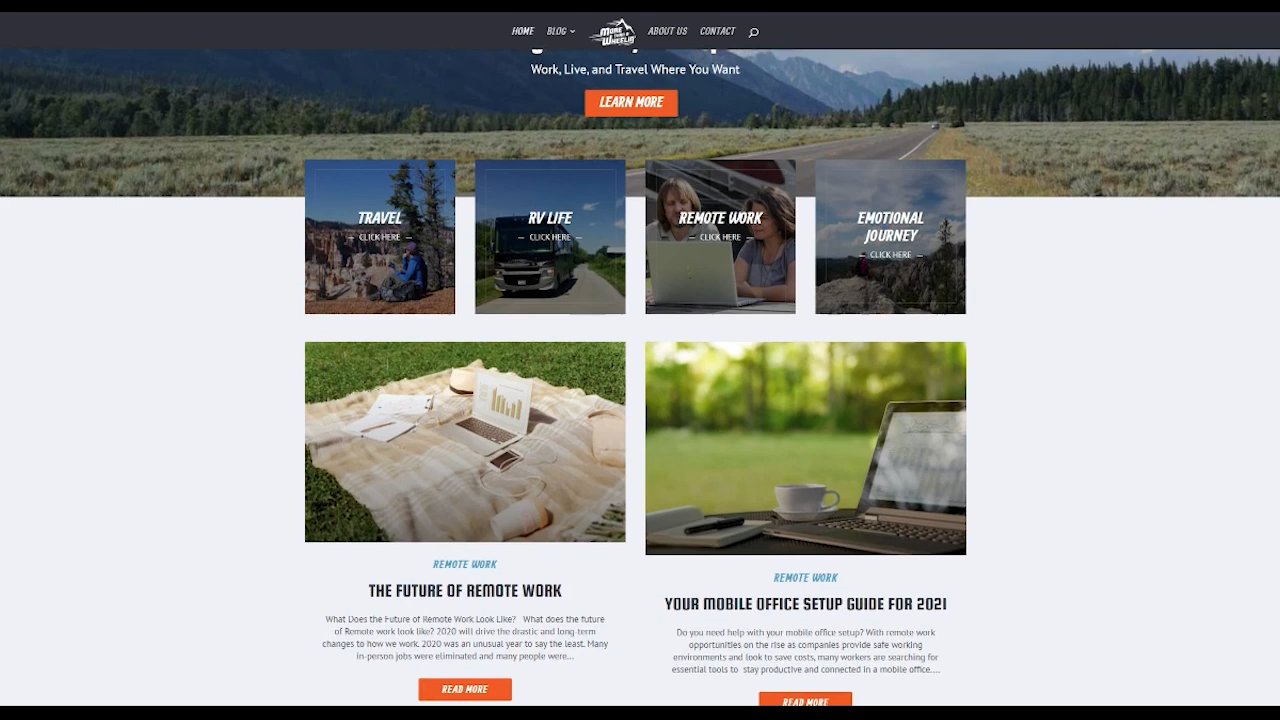 HOME BLOG MORE THAN A WHEELIN' ABOUT US CONTACT
Work, Live, and Travel Where You Want
LEARN MORE
TRAVEL
CLICK HERE
RV LIFE
CLICK HERE
REMOTE WORK
CLICK HERE
EMOTIONAL
JOURNEY
CLICK HERE
REMOTE WORK
THE FUTURE OF REMOTE WORK
What Does the Future of Remote Work Look Like? What does the future
of Remote work look like? 2020 will drive the drastic and long-term
changes to how we work. 2020 was an unusual year to say the least. Many
in-person jobs were eliminated and many people were...
READ MORE
REMOTE WORK
YOUR MOBILE OFFICE SETUP GUIDE FOR 2021
Do you need help with your mobile office setup? With remote work
opportunities on the rise as companies provide safe working
environments and look to save costs, many workers are searching for
essential tools to stay productive and connected in a mobile office....
READ MORE